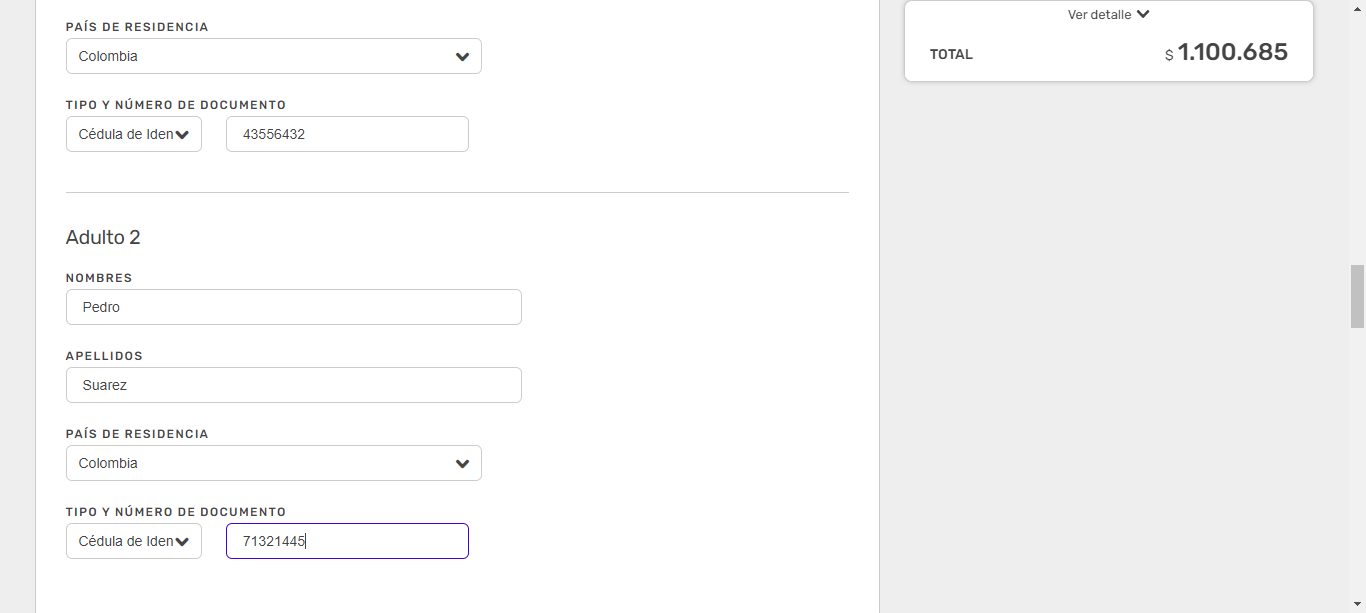 PAÍS DE RESIDENCIA
Colombia
TIPO Y NÚMERO DE DOCUMENTO
Cédula de Iden
43556432
Adulto 2
NOMBRES
Pedro
APELLIDOS
Suarez
PAÍS DE RESIDENCIA
Colombia
TIPO Y NÚMERO DE DOCUMENTO
Cédula de Iden
71321445
Ver detalle
TOTAL
$ 1.100.685